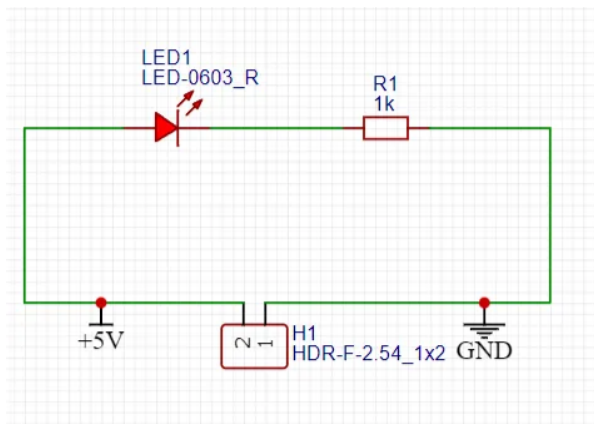 LED1
LED-0603_R
R1
1k
+5V
2 1
H1
HDR-F-2.54_1x2
GND